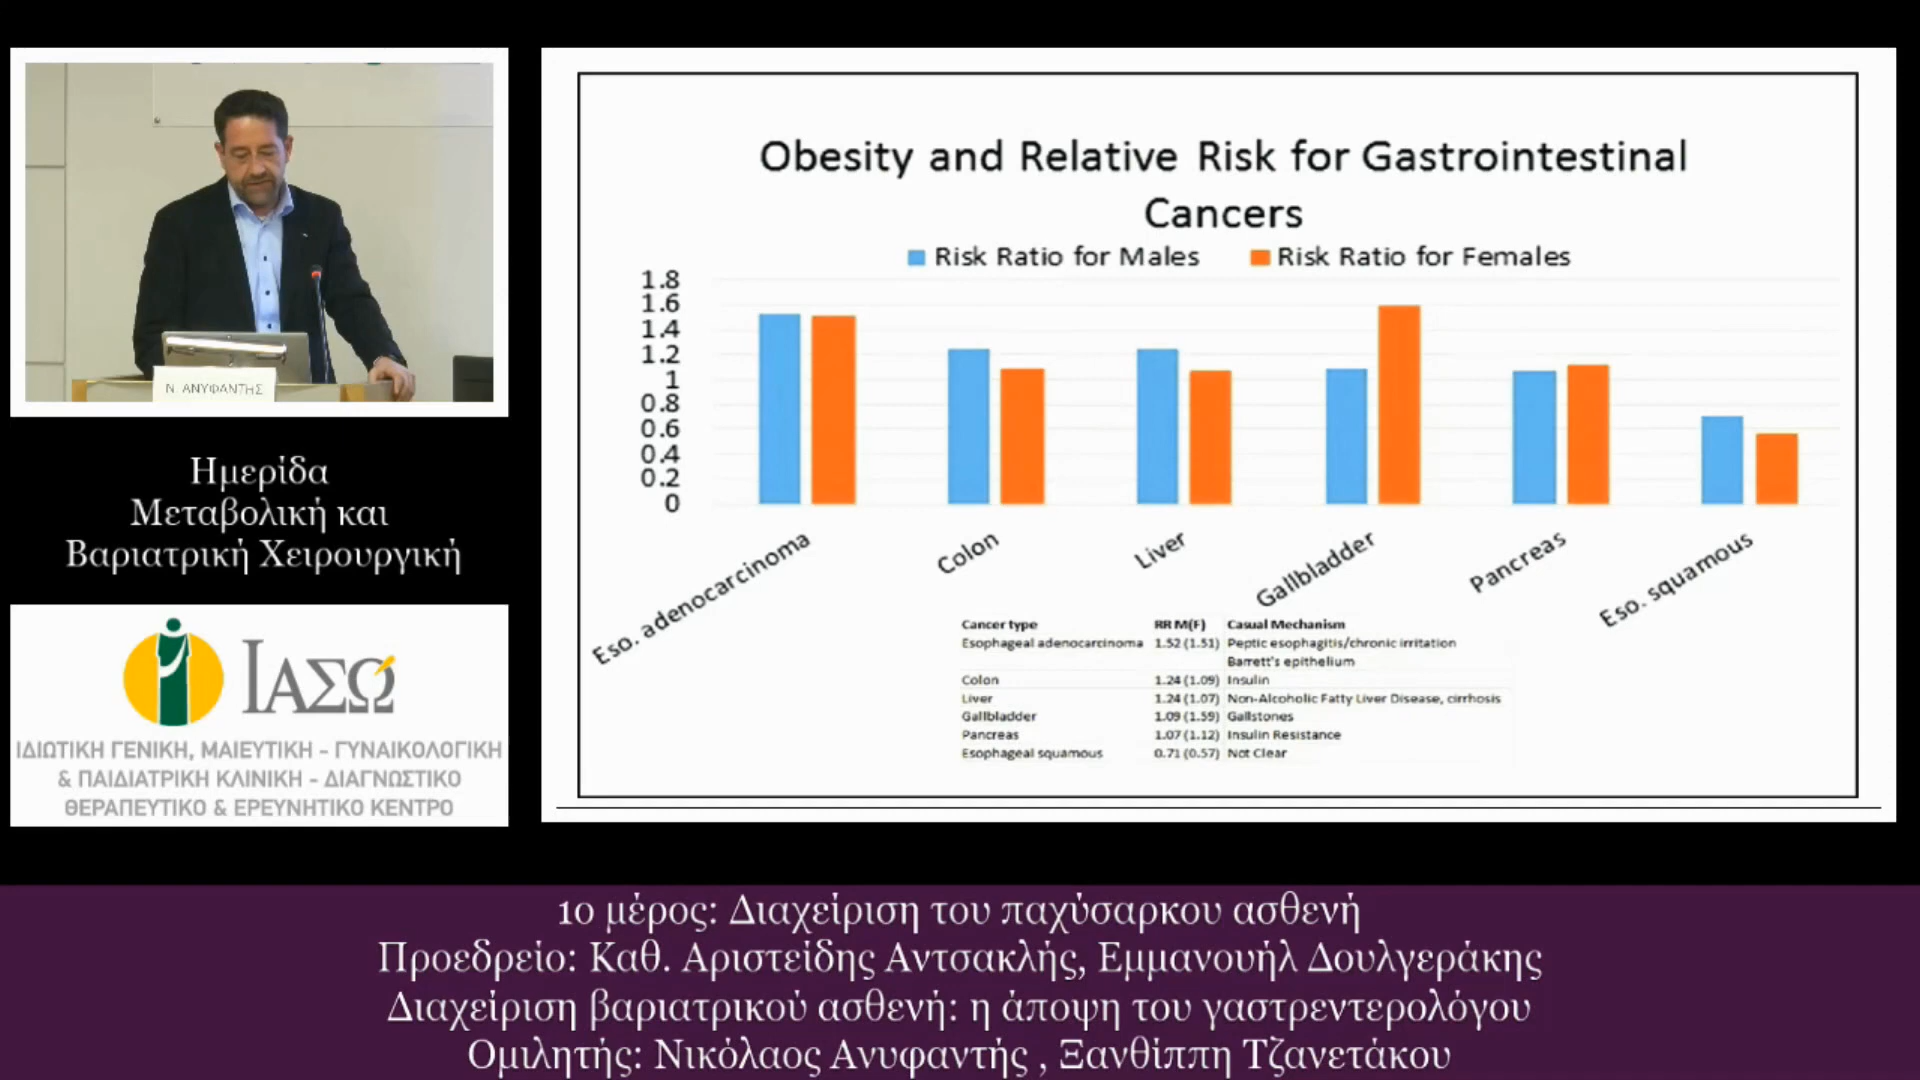 N. ΑΝΥΦΑΝΤΗΣ
Ημερίδα
Μεταβολική και
Βαριατρική Χειρουργική
ΙΑΣΩ
ΙΔΙΩΤΙΚΗ ΓΕΝΙΚΗ, ΜΑΙΕΥΤΙΚΗ - ΓΥΝΑΙΚΟΛΟΓΙΚΗ
& ΠΑΙΔΙΑΤΡΙΚΗ ΚΛΙΝΙΚΗ - ΔΙΑΓΝΩΣΤΙΚΟ
ΘΕΡΑΠΕΥΤΙΚΟ & ΕΡΕΥΝΗΤΙΚΟ ΚΕΝΤΡΟ
Obesity and Relative Risk for Gastrointestinal
Cancers
Risk Ratio for Males Risk Ratio for Females
1.8
1.6
1.4
1.2
1
0.8
0.6
0.4
0.2
0
Eso. adenocarcinoma Colon Liver Gallbladder Pancreas Eso. squamous
Cancer type RR M(F) Casual Mechanism
Esophageal adenocarcinoma 1.52 (1.51) Peptic esophagitis/chronic irritation
Barrett's epithelium
Colon 1.24 (1.09) Insulin
Liver 1.24 (1.07) Non-Alcoholic Fatty Liver Disease, cirrhosis
Gallbladder 1.09 (1.59) Gallstones
Pancreas 1.07 (1.12) Insulin Resistance
Esophageal squamous 0.71 (0.57) Not Clear
1ο μέρος: Διαχείριση του παχύσαρκου ασθενή
Προεδρείο: Καθ. Αριστείδης Αντσακλής, Εμμανουήλ Δουλγεράκης
Διαχείριση βαριατρικού ασθενή: η άποψη του γαστρεντερολόγου
Ομιλητής: Νικόλαος Ανυφαντής , Ξανθίππη Τζανετάκου